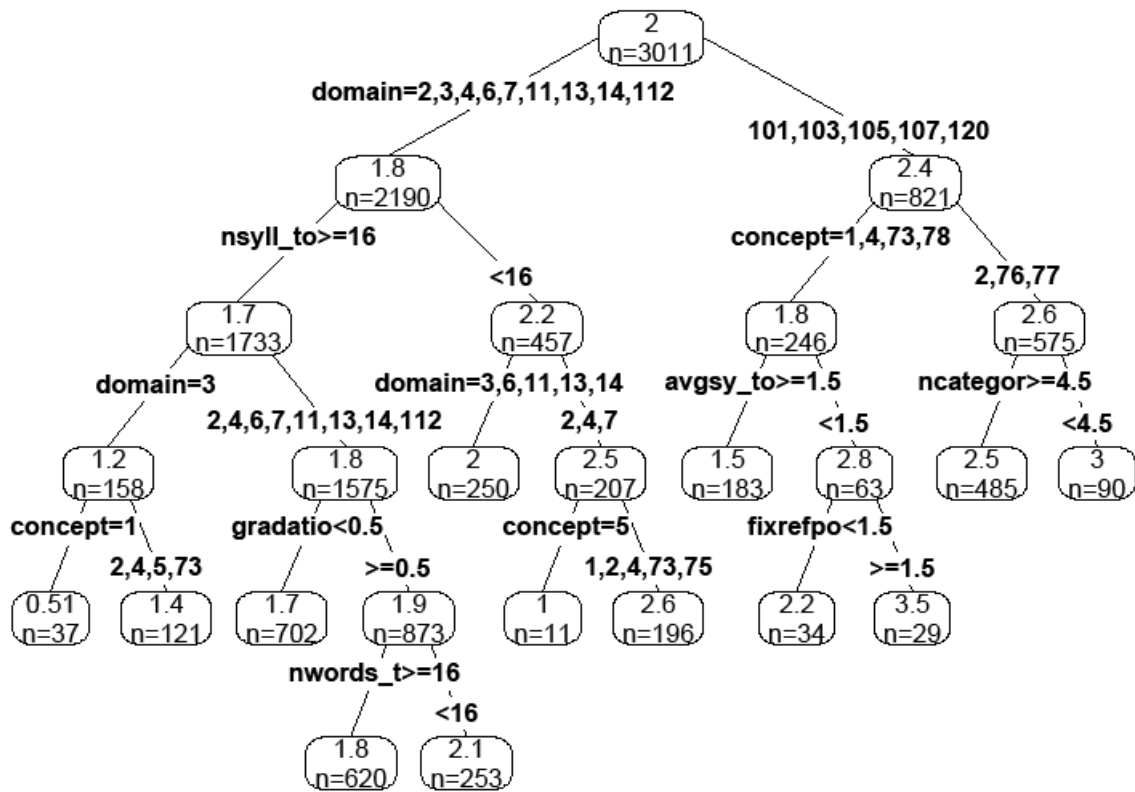 2
n=3011
domain=2,3,4,6,7,11,13,14,112
101,103,105,107,120
1.8
n=2190
2.4
n=821
nsyll_to>=16
<16
concept=1,4,73,78
2,76,77
1.7
n=1733
2.2
n=457
1.8
n=246
2.6
n=575
domain=3
2,4,6,7,11,13,14,112
domain=3,6,11,13,14
2,4,7
avgsy_to>=1.5
<1.5
ncategor>=4.5
<4.5
1.2
n=158
1.8
n=1575
2
n=250
2.5
n=207
1.5
n=183
2.8
n=63
2.5
n=485
3
n=90
concept=1
2,4,5,73
gradatio<0.5
>=0.5
concept=5
1,2,4,73,75
fixrefpo<1.5
>=1.5
0.51
n=37
1.4
n=121
1.7
n=702
1.9
n=873
1
n=11
2.6
n=196
2.2
n=34
3.5
n=29
nwords_t>=16
<16
1.8
n=620
2.1
n=253